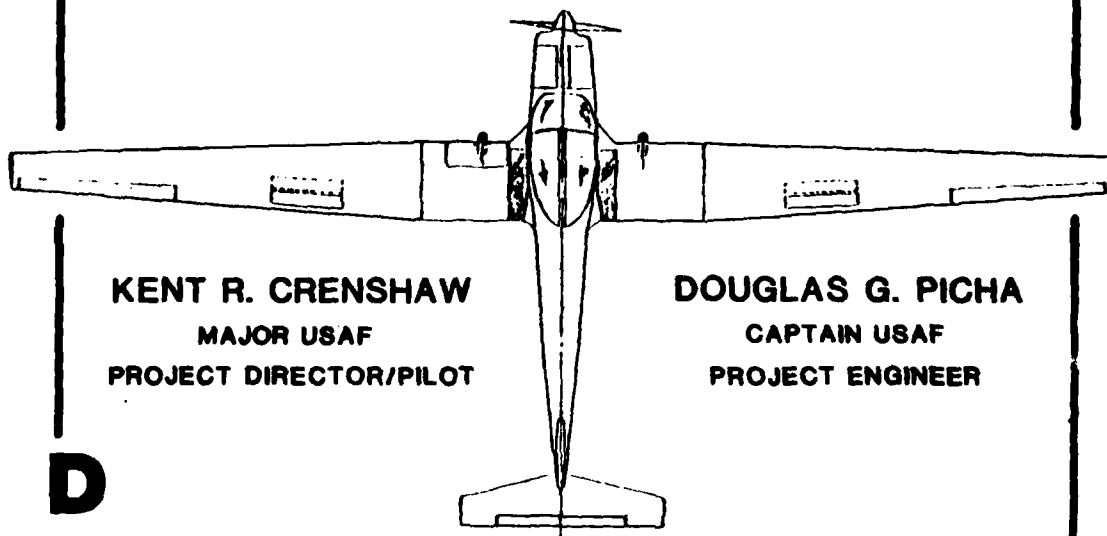 KENT R. CRENSHAW
MAJOR USAF
PROJECT DIRECTOR/PILOT
DOUGLAS G. PICHA
CAPTAIN USAF
PROJECT ENGINEER
D